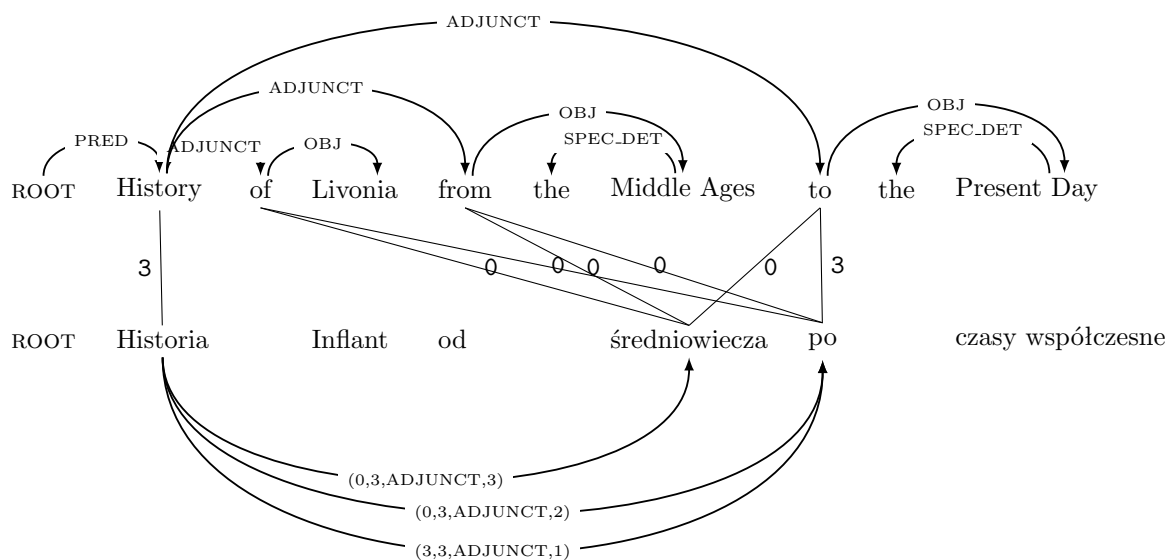 ADJUNCT
ADJUNCT OBJ OBJ
PRED ADJUNCT OBJ SPEC_DET SPEC_DET
ROOT History of Livonia from the Middle Ages to the Present Day
3 0 0 0 0 0 3
ROOT Historia Inflant od średniowiecza po czasy współczesne
(0,3,ADJUNCT,3)
(0,3,ADJUNCT,2)
(3,3,ADJUNCT,1)